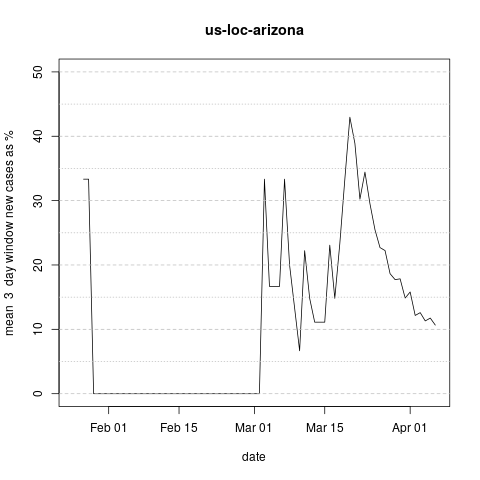 us-loc-arizona
mean 3 day window new cases as %
50
40
30
20
10
0
Feb 01
Feb 15
Mar 01
Mar 15
Apr 01
date